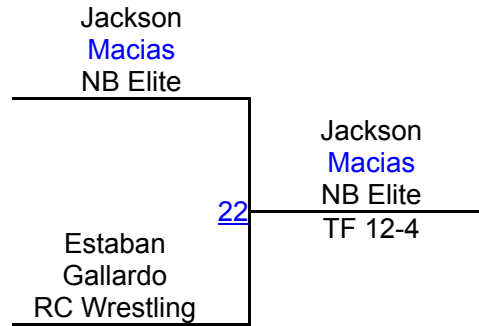 Jackson
Macias
NB Elite
Jackson
Macias
NB Elite
22
TF 12-4
Estaban
Gallardo
RC Wrestling